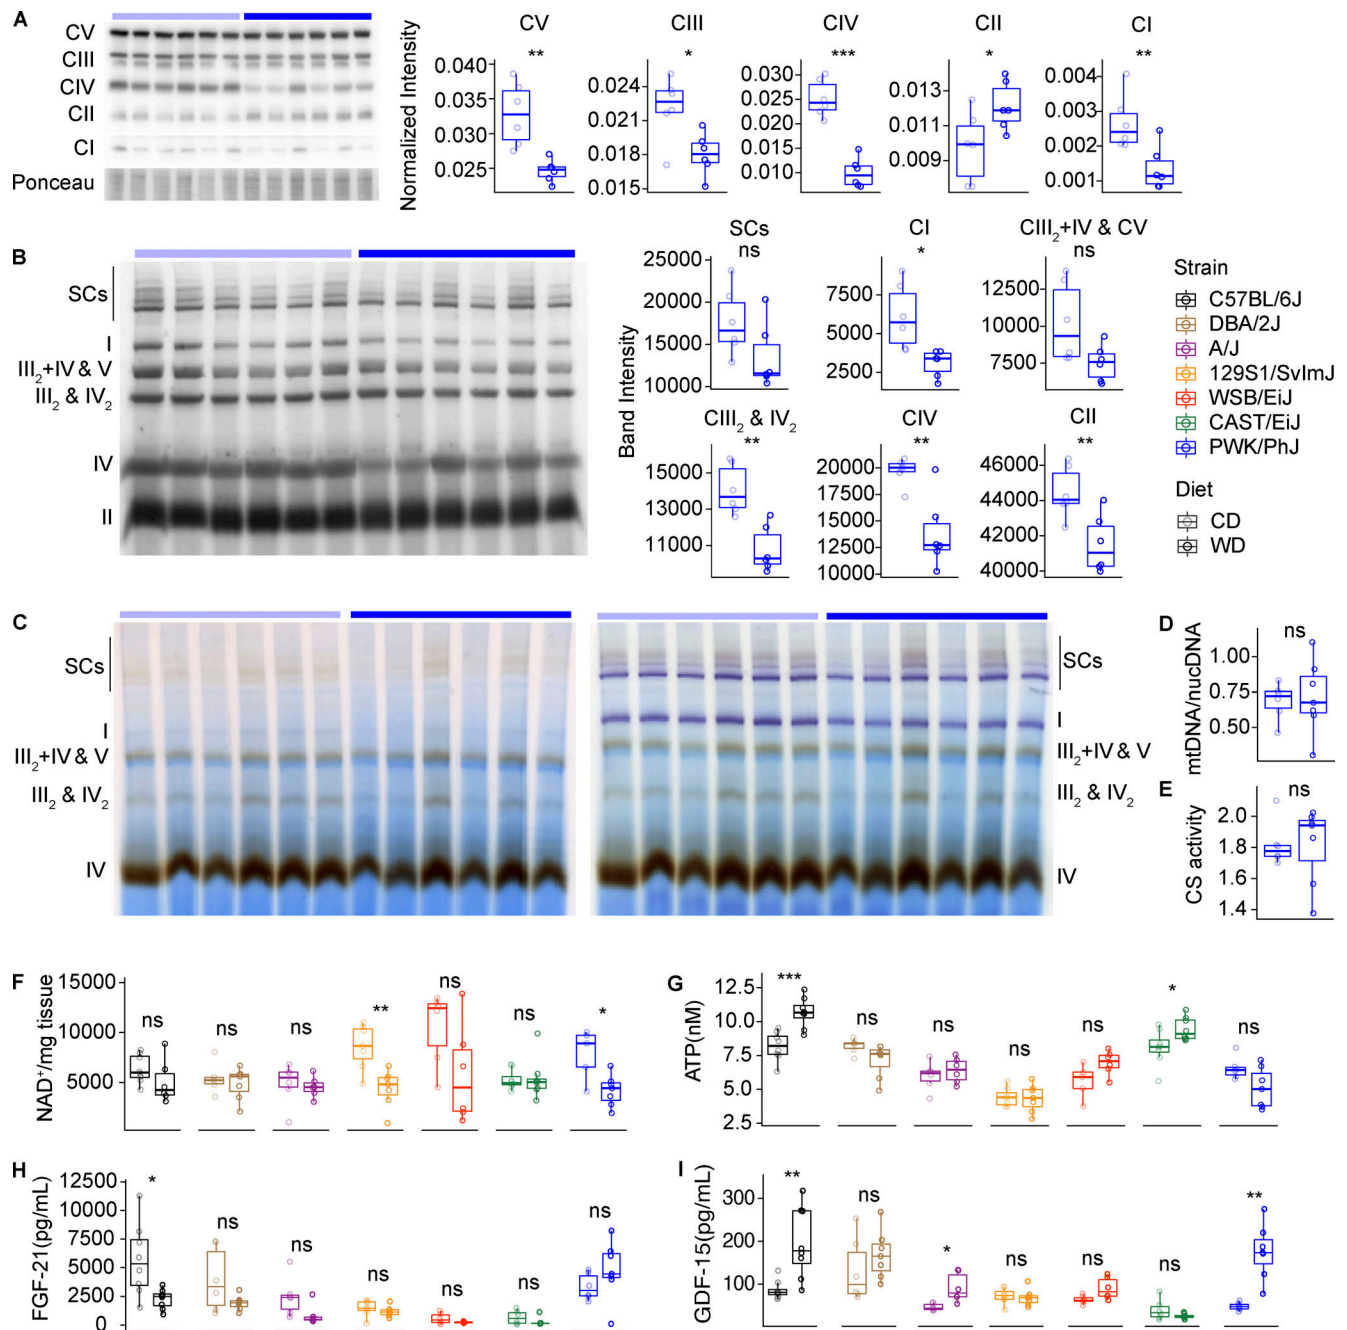 A
CV
CIII
CIV
CII
CI
Ponceau
Normalized Intensity
CV
**
0.040
0.035
0.030
0.025
CIII
*
0.024
0.021
0.018
0.015
CIV
***
0.030
0.025
0.020
0.015
0.010
CII
*
0.013
0.011
0.009
CI
**
0.004
0.003
0.002
0.001
B
SCs
I
III₂+IV & V
III₂ & IV₂
IV
II
Band Intensity
SCs
ns
25000
20000
15000
10000
CI
*
7500
5000
2500
CIII₂+IV & CV
ns
12500
10000
7500
CIII₂ & IV₂
**
15000
13000
11000
CIV
**
20000
17500
15000
12500
10000
CII
**
46000
44000
42000
40000
Strain
C57BL/6J
DBA/2J
A/J
129S1/SvImJ
WSB/EiJ
CAST/EiJ
PWK/PhJ
Diet
CD
WD
C
SCs
I
III₂+IV & V
III₂ & IV₂
IV
SCs
I
III₂+IV & V
III₂ & IV₂
IV
D
mtDNA/nucDNA
ns
1.00
0.75
0.50
E
CS activity
ns
2.0
1.8
1.6
1.4
F
NAD⁺/mg tissue
15000
10000
5000
ns
ns
ns
**
ns
ns
*
G
ATP(nM)
12.5
10.0
7.5
5.0
2.5
***
ns
ns
ns
ns
*
ns
H
FGF-21(pg/mL)
12500
10000
7500
5000
2500
0
*
ns
ns
ns
ns
ns
ns
I
GDF-15(pg/mL)
300
200
100
**
ns
*
ns
ns
ns
**